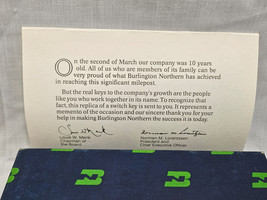 On the second of March our company was 10 years
old. All of us who are members of its family can be
very proud of what Burlington Northern has achieved
in reaching this significant milepost.
But the real keys to the company's growth are the people
like you who work together in its name. To recognize that
fact, this replica of a switch key is sent to you. It represents
a memento of the occasion and our sincere thank you for your
help in making Burlington Northern the success it is today.
Louis W. Menk
Chairman of
the Board
Norman M. Lorentzsen
President and
Chief Executive Officer